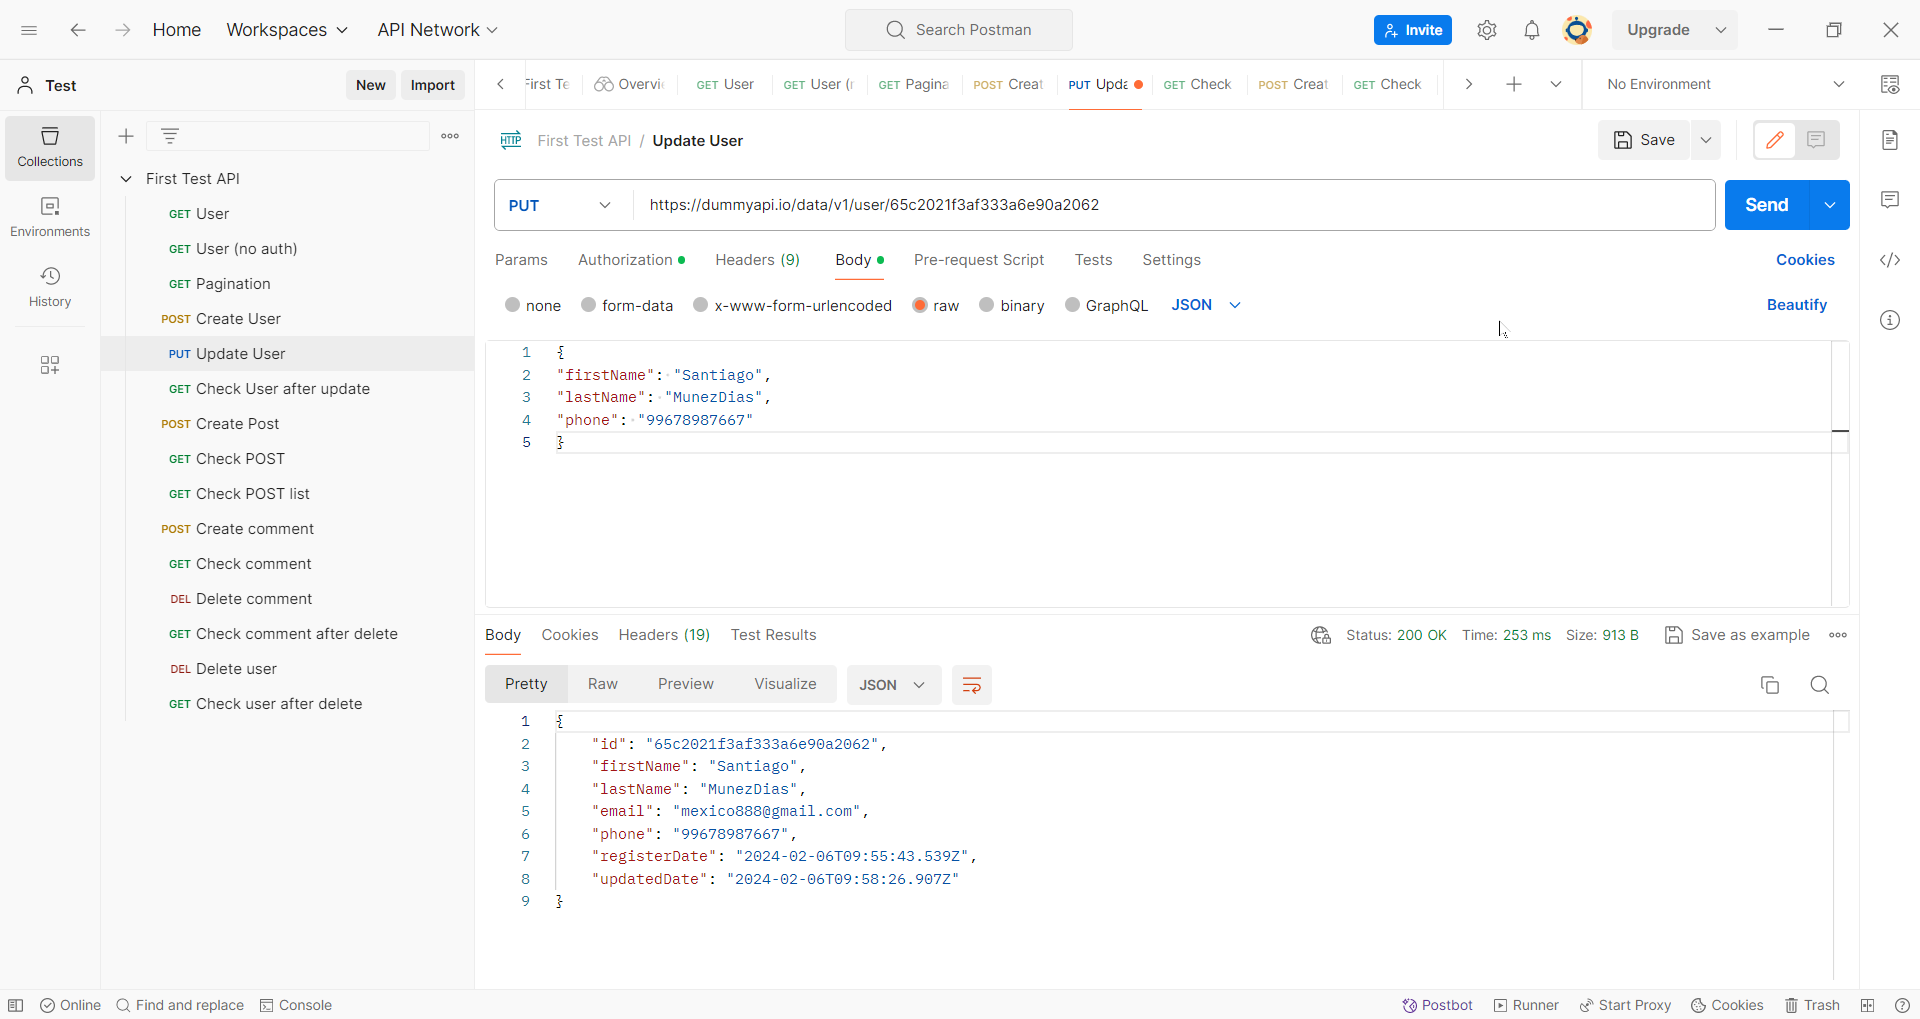 Home Workspaces API Network Search Postman Invite Upgrade
Test New Import
First Te Overvi GET User GET User (r GET Pagina POST Creat PUT Upda GET Check POST Creat GET Check No Environment
Collections
Environments
History
First Test API
GET User
GET User (no auth)
GET Pagination
POST Create User
PUT Update User
GET Check User after update
POST Create Post
GET Check POST
GET Check POST list
POST Create comment
GET Check comment
DEL Delete comment
GET Check comment after delete
DEL Delete user
GET Check user after delete
HTTP First Test API / Update User Save
PUT https://dummyapi.io/data/v1/user/65c2021f3af333a6e90a2062 Send
Params Authorization Headers (9) Body Pre-request Script Tests Settings Cookies
none form-data x-www-form-urlencoded raw binary GraphQL JSON Beautify
1 {
2 "firstName": "Santiago",
3 "lastName": "MunezDias",
4 "phone": "99678987667"
5 }
Body Cookies Headers (19) Test Results Status: 200 OK Time: 253 ms Size: 913 B Save as example
Pretty Raw Preview Visualize JSON
1 {
2 "id": "65c2021f3af333a6e90a2062",
3 "firstName": "Santiago",
4 "lastName": "MunezDias",
5 "email": "mexico888@gmail.com",
6 "phone": "99678987667",
7 "registerDate": "2024-02-06T09:55:43.539Z",
8 "updatedDate": "2024-02-06T09:58:26.907Z"
9 }
Online Find and replace Console Postbot Runner Start Proxy Cookies Trash